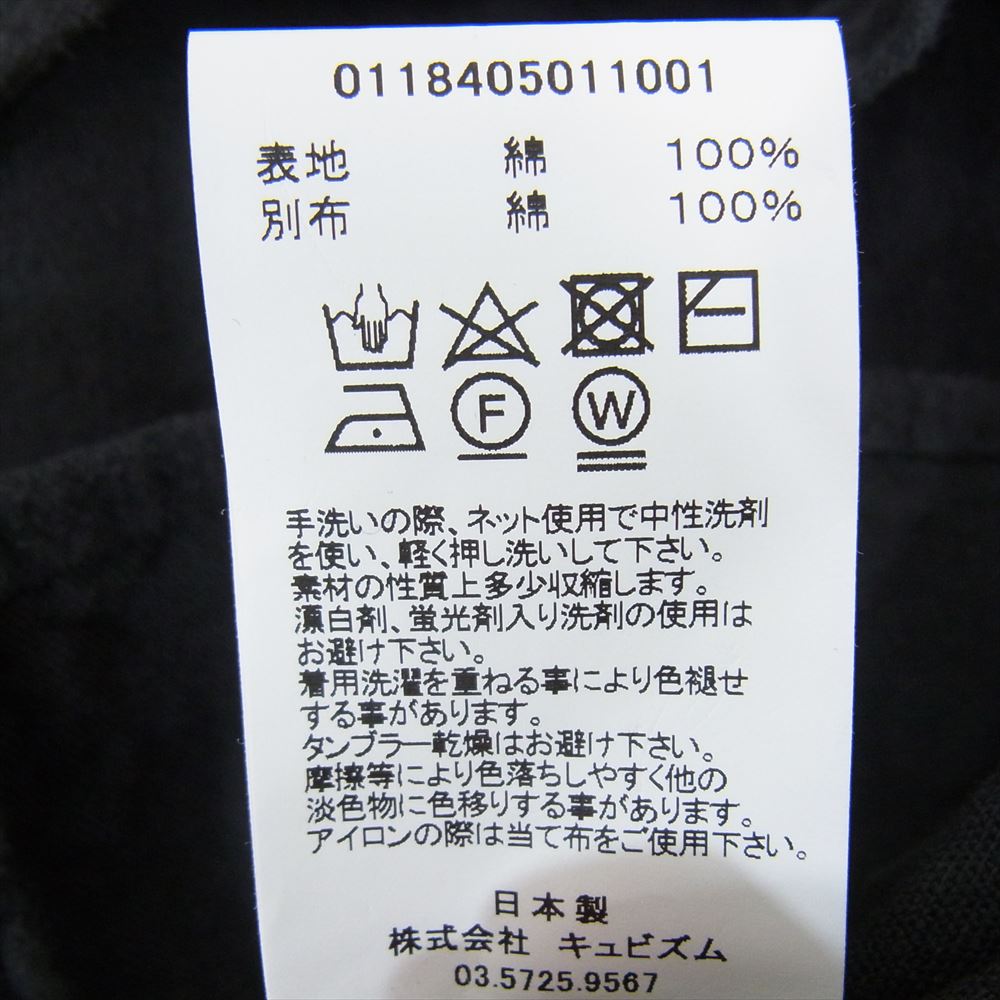 0118405011001
表地 綿 100%
別布 綿 100%
F W
手洗いの際、ネット使用で中性洗剤
を使い、軽く押し洗いして下さい。
素材の性質上多少収縮します。
漂白剤、蛍光剤入り洗剤の使用は
お避け下さい。
着用洗濯を重ねる事により色褪せ
する事があります。
タンブラー乾燥はお避け下さい。
摩擦等により色落ちしやすく他の
淡色物に色移りする事があります。
アイロンの際は当て布をご使用下さい。
日本製
株式会社 キュビズム
03.5725.9567